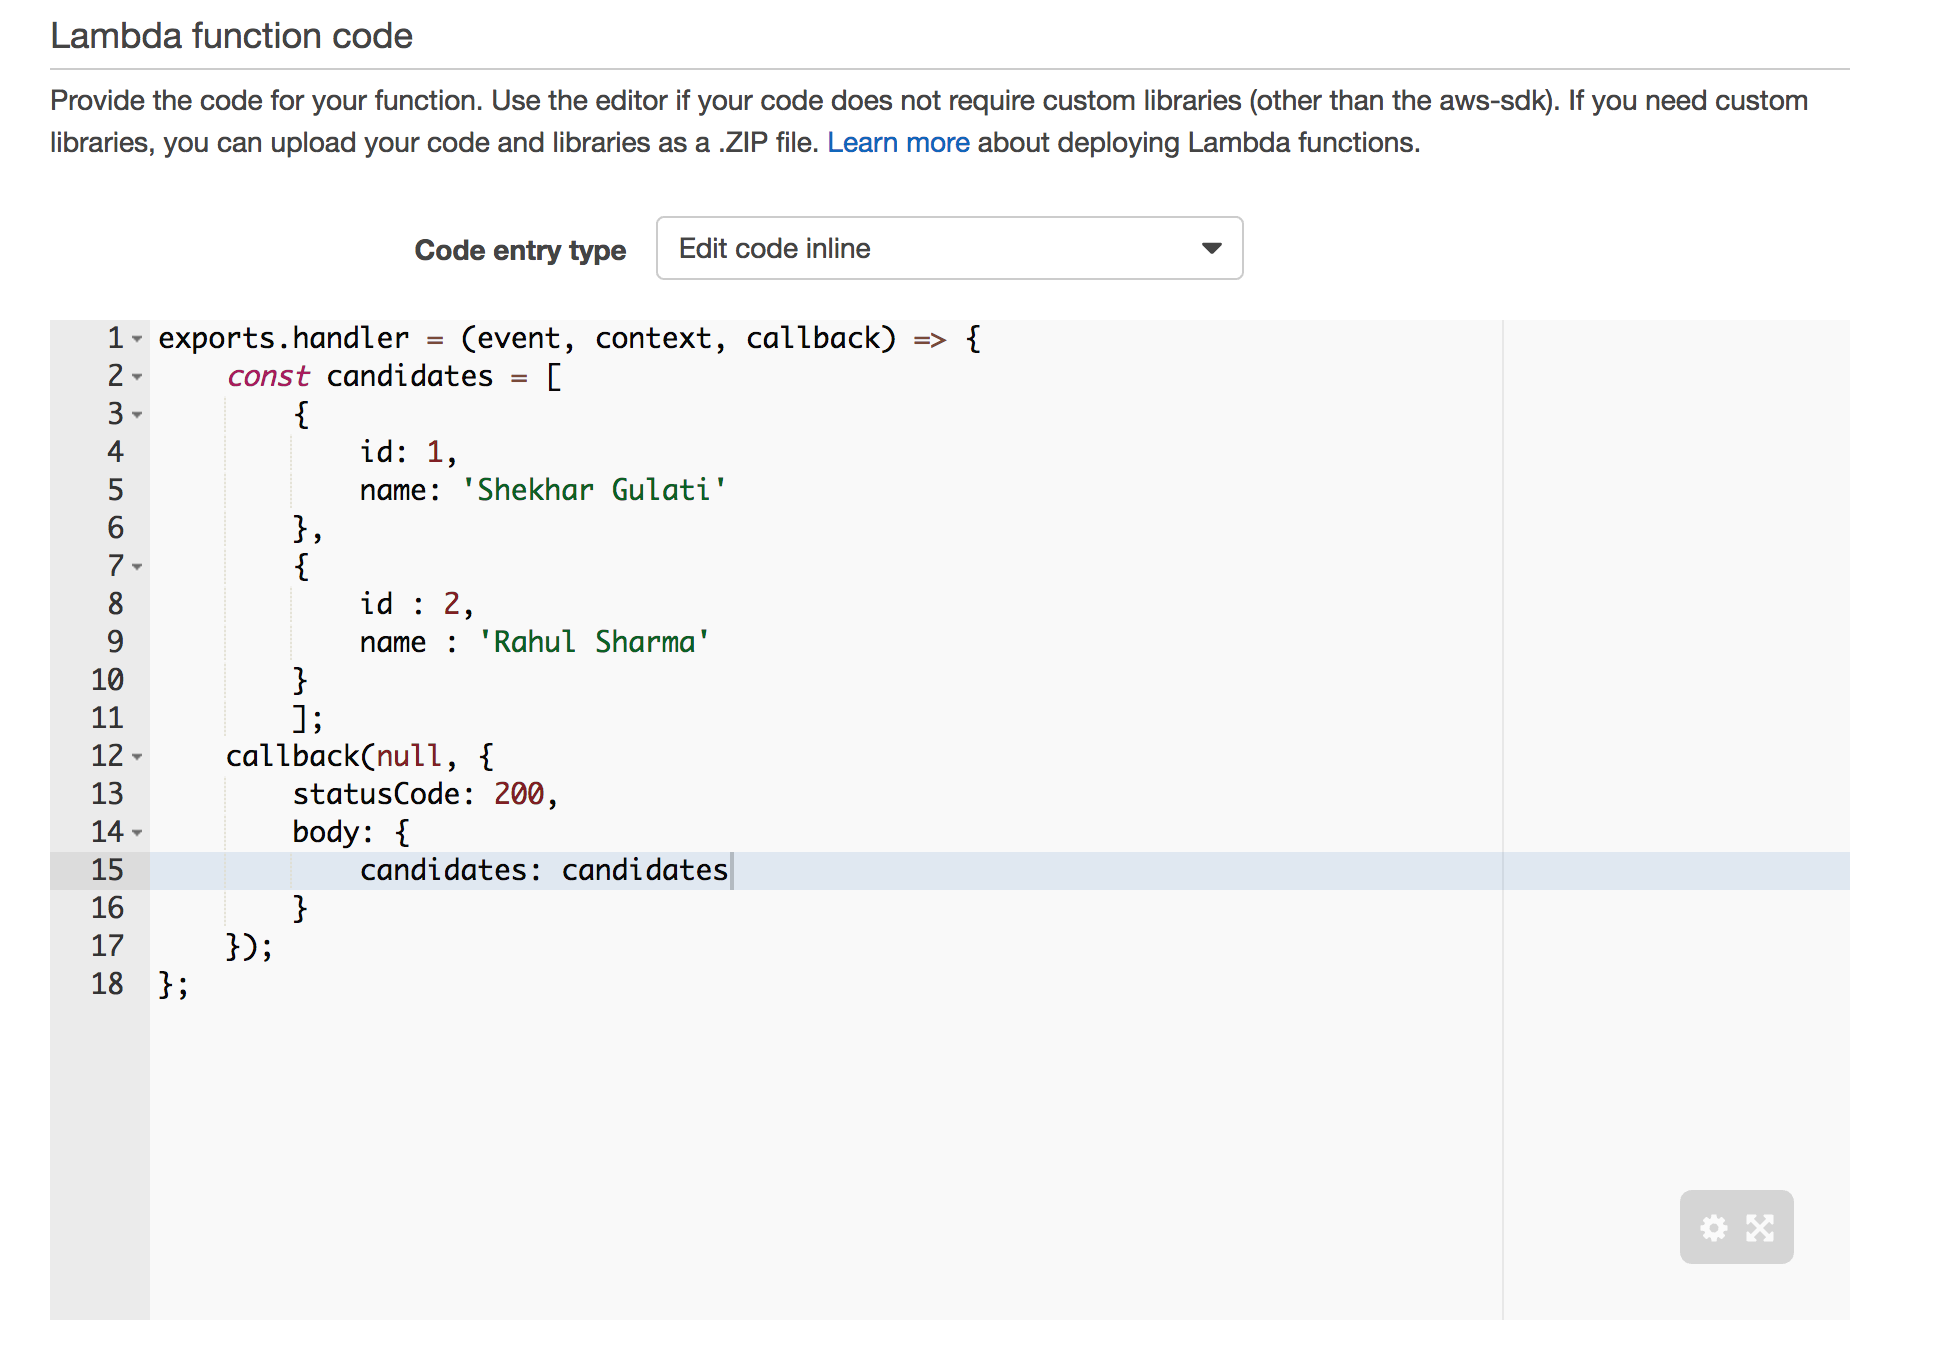 Lambda function code
Provide the code for your function. Use the editor if your code does not require custom libraries (other than the aws-sdk). If you need custom
libraries, you can upload your code and libraries as a .ZIP file. Learn more about deploying Lambda functions.
Code entry type Edit code inline
1 exports.handler = (event, context, callback) => {
2     const candidates = [
3         {
4             id: 1,
5             name: 'Shekhar Gulati'
6         },
7         {
8             id : 2,
9             name : 'Rahul Sharma'
10         }
11         ];
12     callback(null, {
13         statusCode: 200,
14         body: {
15             candidates: candidates
16         }
17     });
18 };